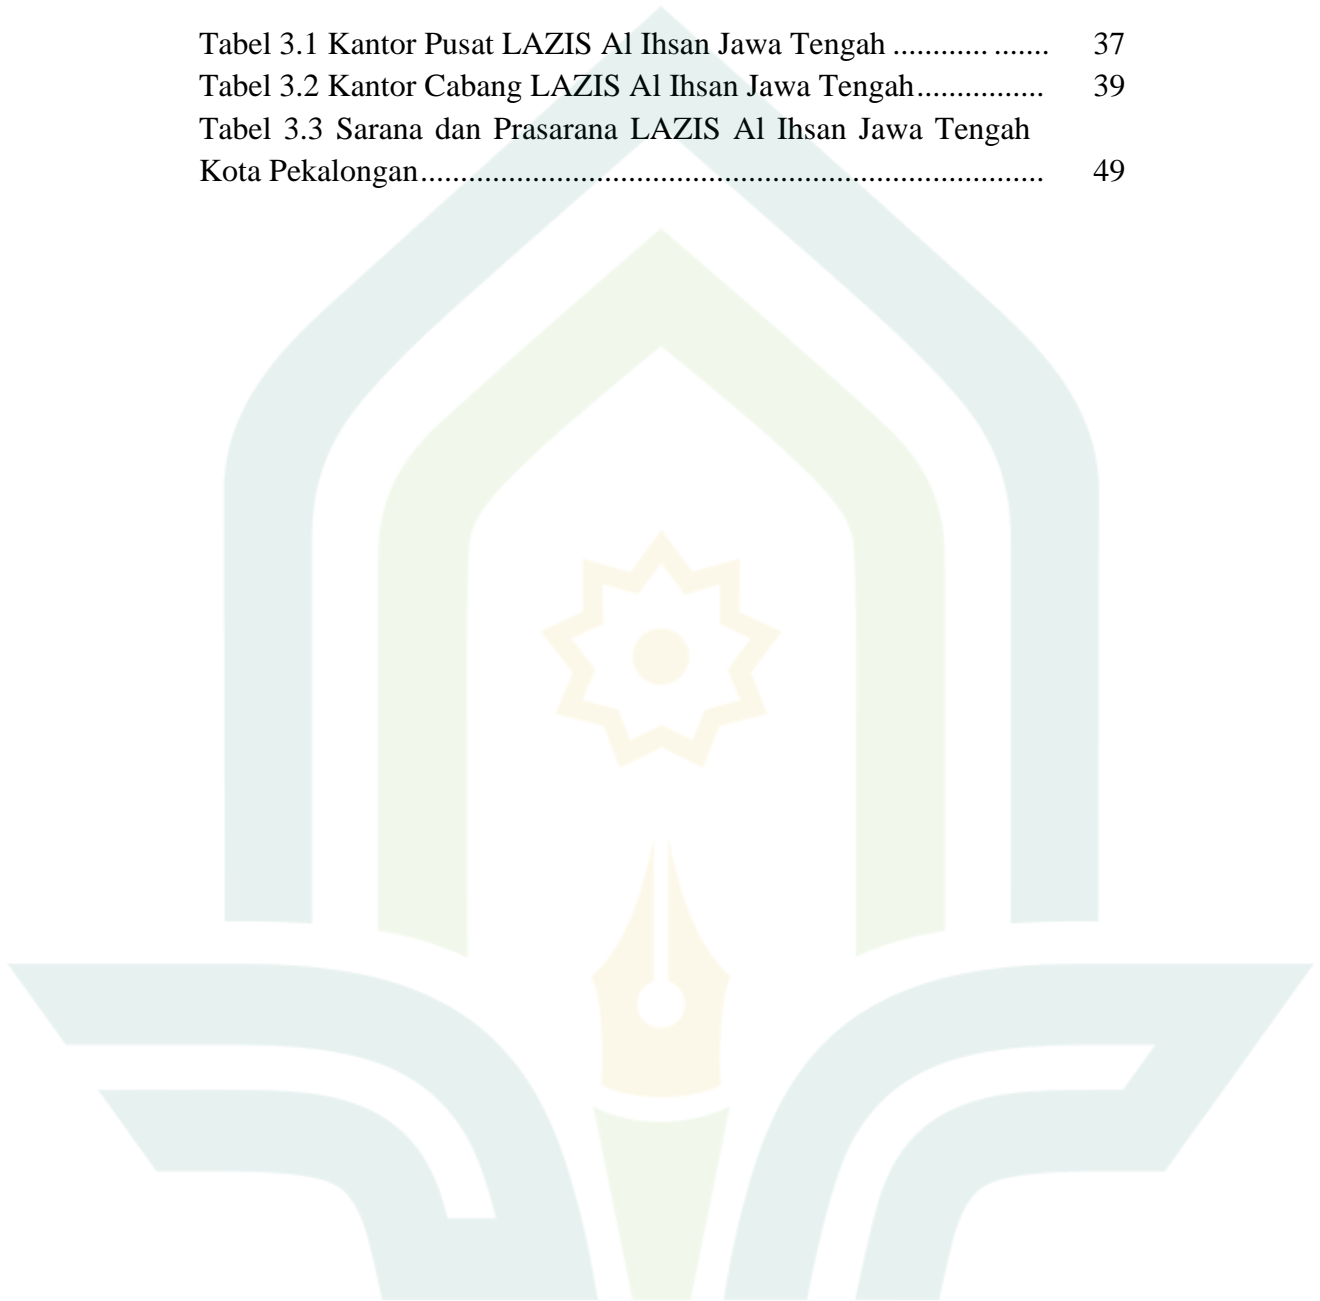 Tabel 3.1 Kantor Pusat LAZIS Al Ihsan Jawa Tengah ............ ....... 37
Tabel 3.2 Kantor Cabang LAZIS Al Ihsan Jawa Tengah................ 39
Tabel 3.3 Sarana dan Prasarana LAZIS Al Ihsan Jawa Tengah
Kota Pekalongan............................................................................... 49